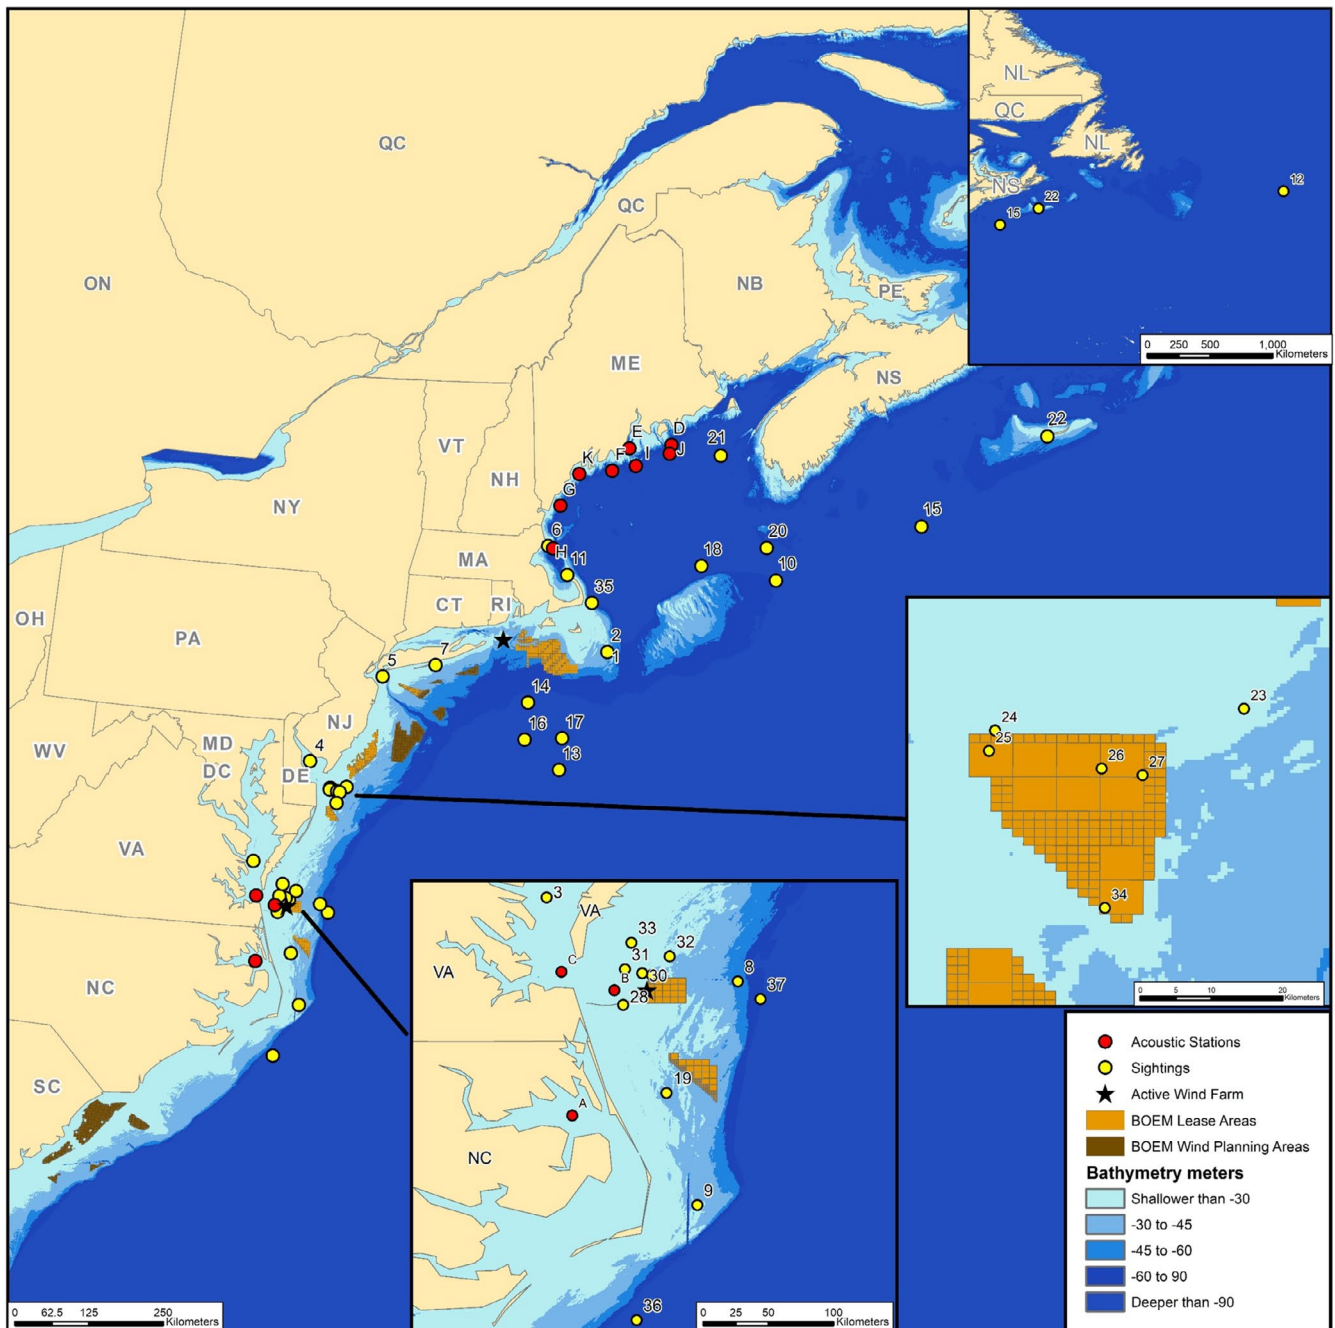 NL
QC
NL
NS
12
22
15
0 250 500 1,000
Kilometers
QC
QC
ON
NB
PE
ME
NS
22
VT
NH
NY
E
D
J
21
K
F
I
G
15
6
H
11
20
18
10
MA
35
CT
RI
OH
PA
2
1
7
5
14
16
17
13
NJ
4
WV
MD
DC
DE
VA
NC
SC
23
24
25
26
27
34
0 5 10 20
Kilometers
3
VA
33
32
VA
C
31
B
30
28
8
37
19
A
NC
9
36
0 25 50 100
Kilometers
0 62.5 125 250
Kilometers
Acoustic Stations
Sightings
Active Wind Farm
BOEM Lease Areas
BOEM Wind Planning Areas
Bathymetry meters
Shallower than -30
-30 to -45
-45 to -60
-60 to 90
Deeper than -90